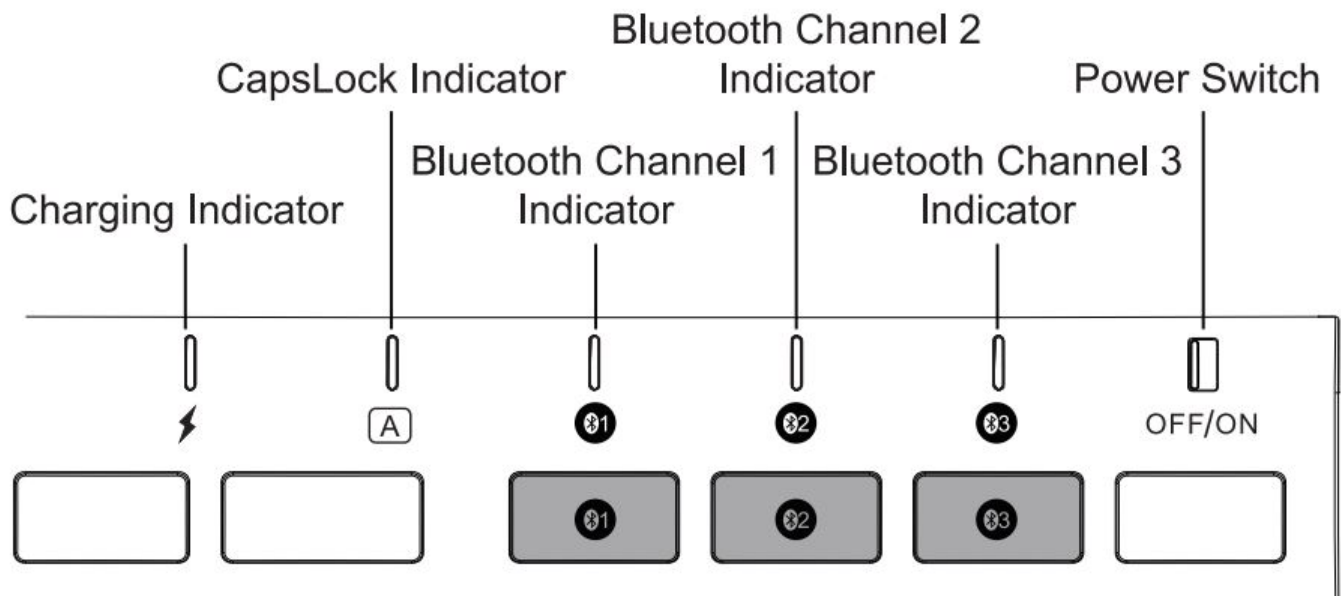 Bluetooth Channel 2
Indicator
CapsLock Indicator
Power Switch
Bluetooth Channel 1
Indicator
Bluetooth Channel 3
Indicator
Charging Indicator
A
1
2
3
OFF/ON
1
2
3